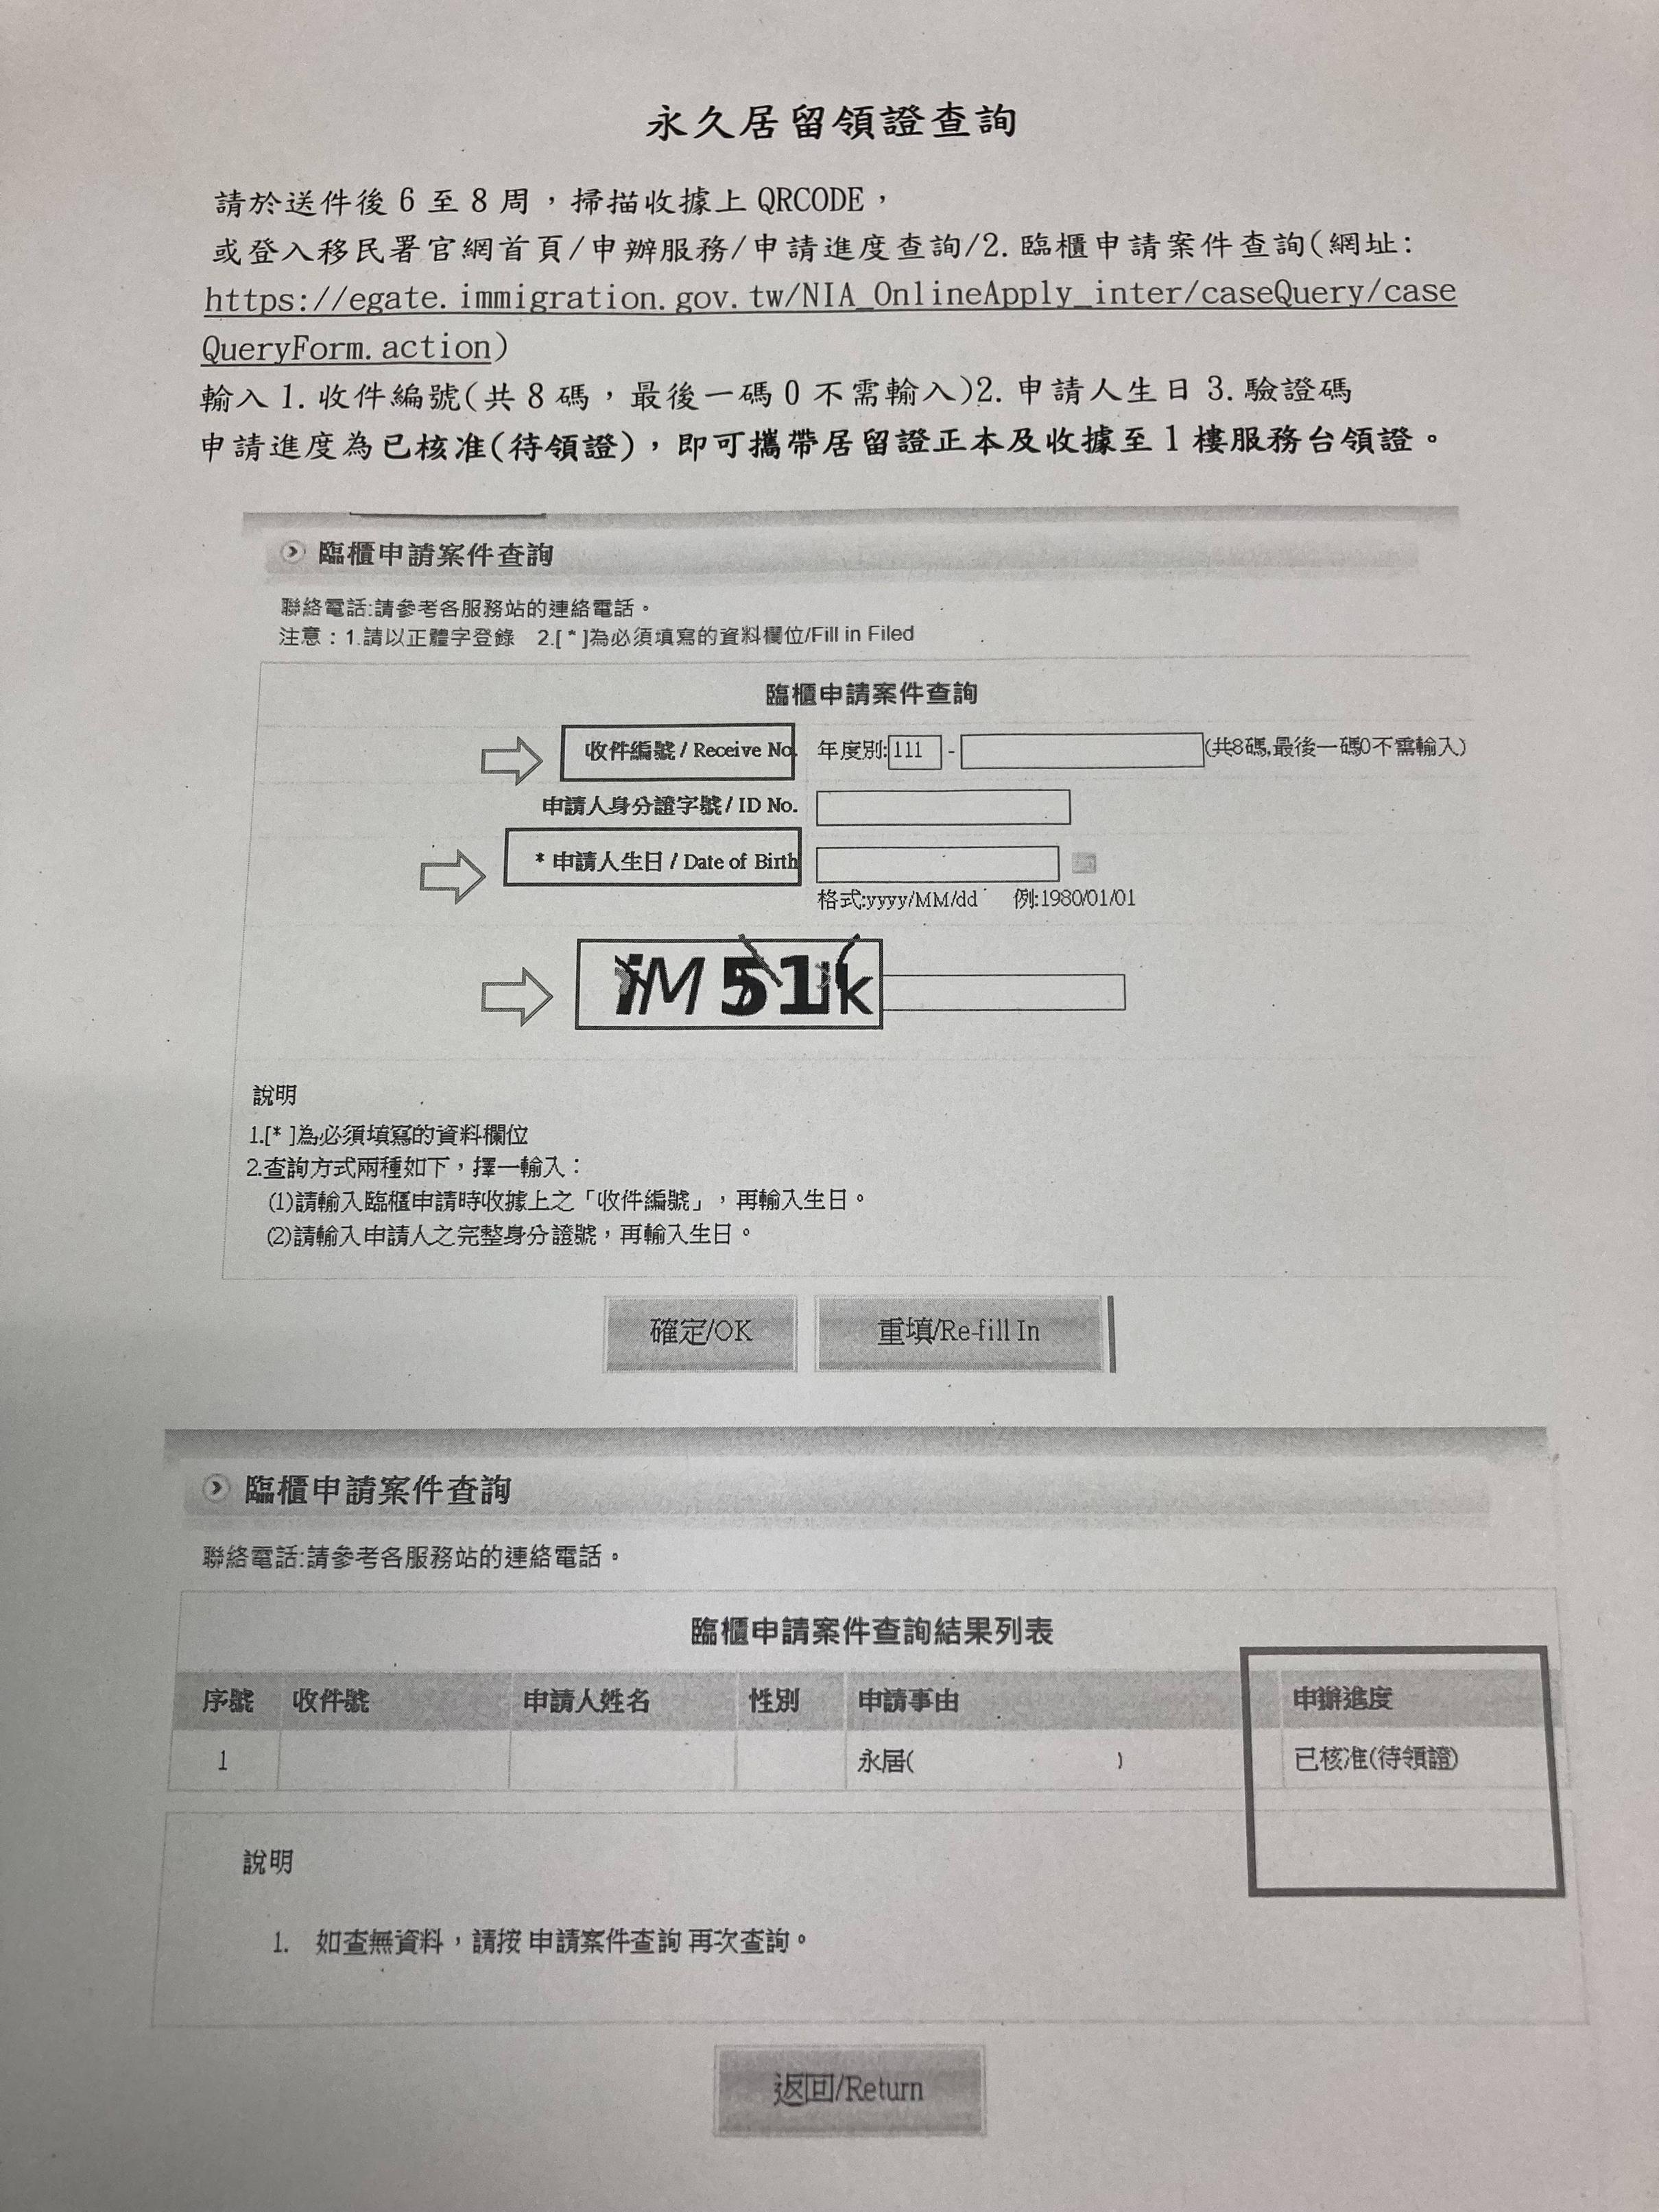 永久居留領證查詢
請於送件後 6 至 8 周，掃描收據上 QRCODE，
或登入移民署官網首頁/申辦服務/申請進度查詢/2.臨櫃申請案件查詢(網址:
https://egate.immigration.gov.tw/NIA_OnlineApply_inter/caseQuery/case
QueryForm.action)
輸入 1.收件編號(共 8 碼，最後一碼 0 不需輸入)2.申請人生日 3.驗證碼
申請進度為已核准(待領證)，即可攜帶居留證正本及收據至 1 樓服務台領證。
臨櫃申請案件查詢
聯絡電話:請參考各服務站的連絡電話。
注意：1.請以正體字登錄 2.[ * ]為必須填寫的資料欄位/Fill in Filed
臨櫃申請案件查詢
收件編號 / Receive No. 年度別:111 - (共8碼,最後一碼0不需輸入)
申請人身分證字號 / ID No.
* 申請人生日 / Date of Birth
格式:yyyy/MM/dd 例:1980/01/01
說明
1.[* ]為必須填寫的資料欄位
2.查詢方式兩種如下，擇一輸入：
(1)請輸入臨櫃申請時收據上之「收件編號」，再輸入生日。
(2)請輸入申請人之完整身分證號，再輸入生日。
確定/OK 重填/Re-fill In
臨櫃申請案件查詢
聯絡電話:請參考各服務站的連絡電話。
臨櫃申請案件查詢結果列表
序號 收件號 申請人姓名 性別 申請事由 申辦進度
1 永居( ) 已核准(待領證)
說明
1. 如查無資料，請按 申請案件查詢 再次查詢。
返回/Return